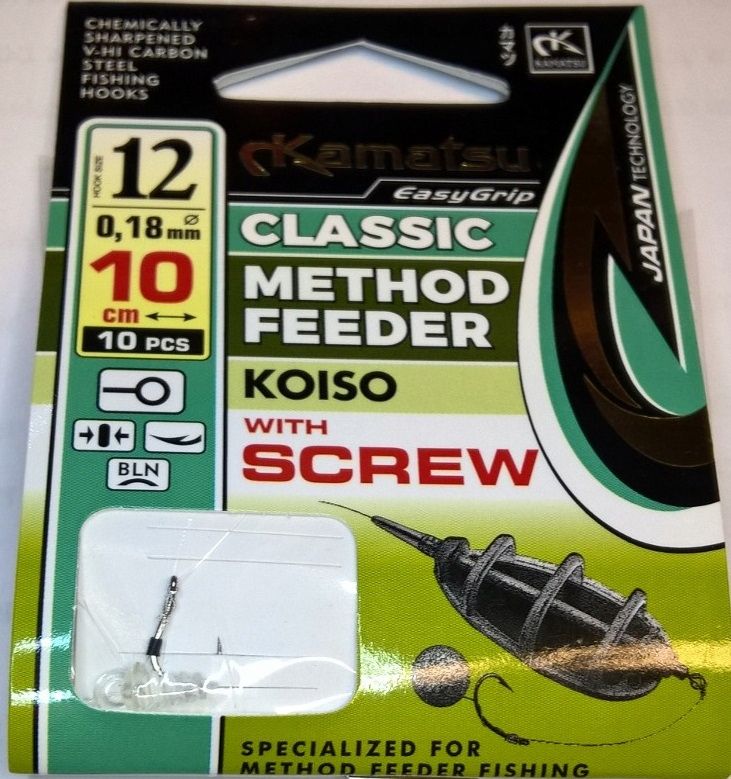 CHEMICALLY
SHARPENED
V-HI CARBON
STEEL
FISHING
HOOKS
カマツ
KAMATSU
JAPAN TECHNOLOGY
HOOK SIZE
12
0,18 mm Ø
10
cm
10 PCS
BLN
Kamatsu
EasyGrip
CLASSIC
METHOD
FEEDER
KOISO
WITH
SCREW
SPECIALIZED FOR
METHOD FEEDER FISHING